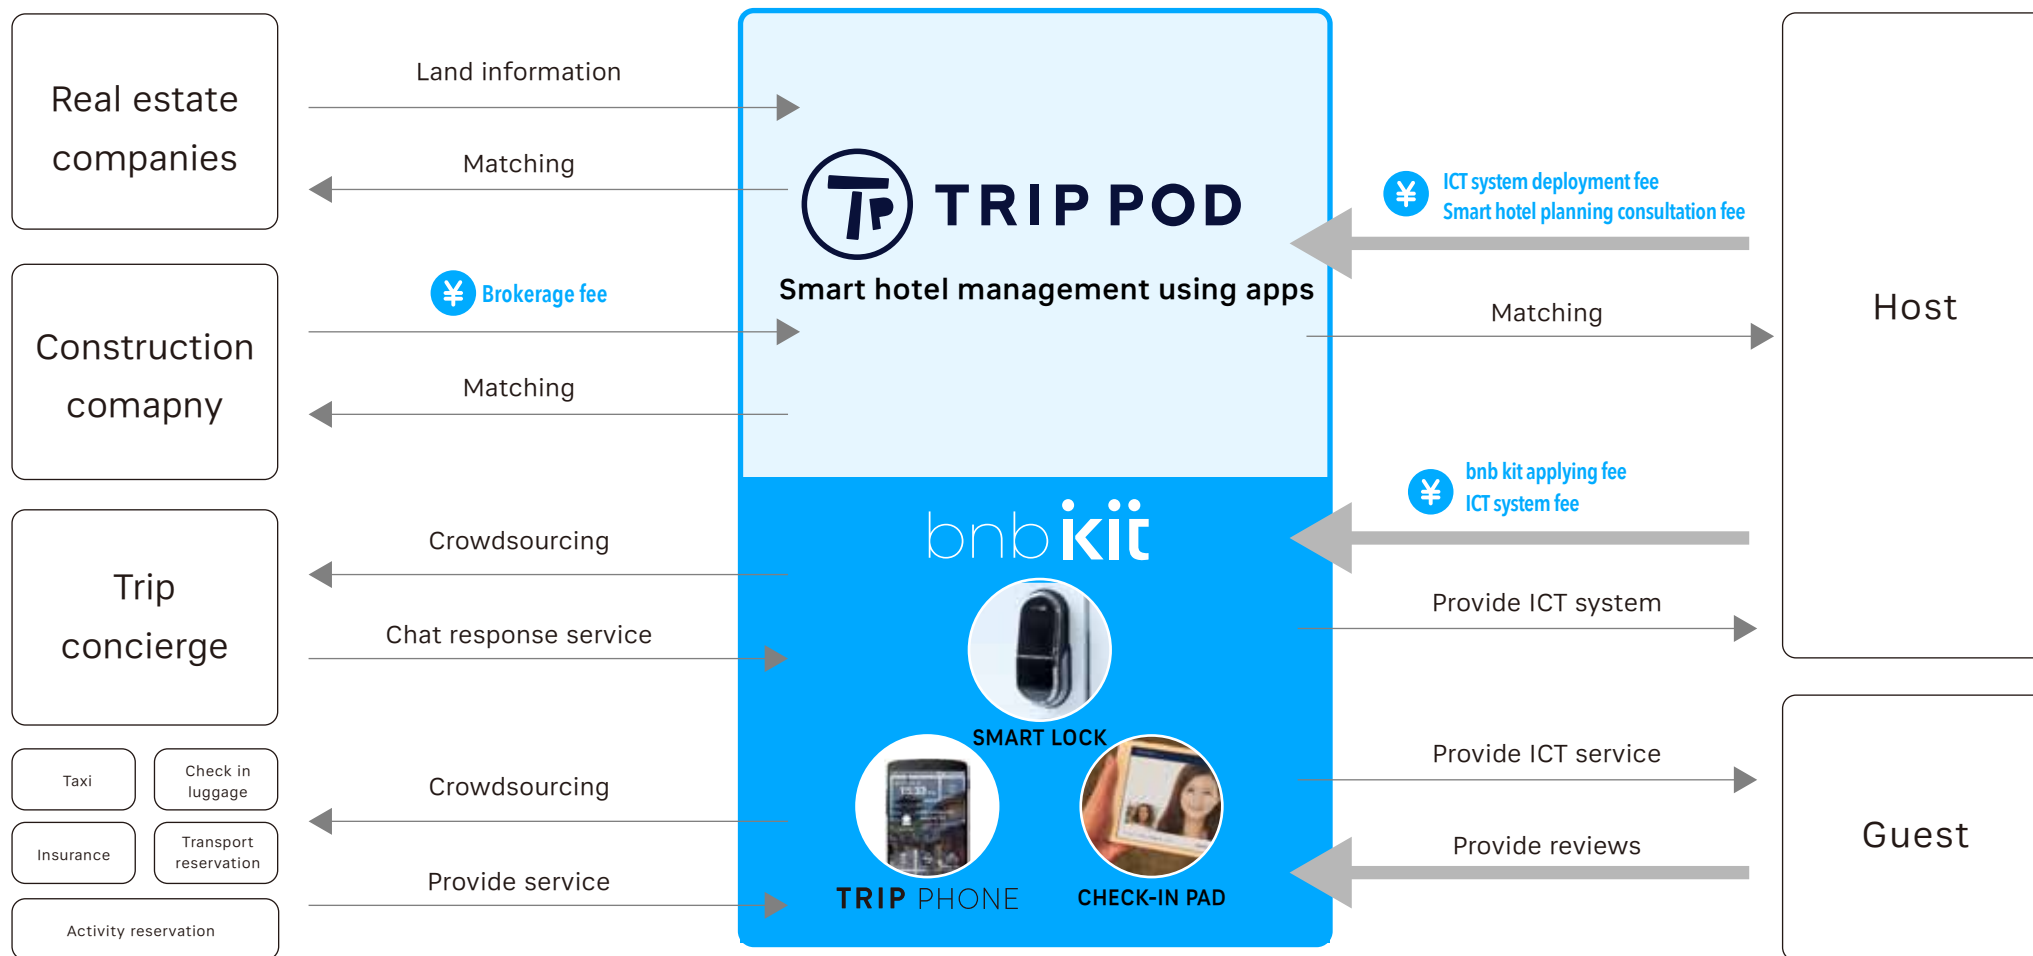 Real estate
companies
Land information
Matching
TRIP POD
Smart hotel management using apps
¥ ICT system deployment fee
Smart hotel planning consultation fee
Matching
Host
Construction
comapny
¥ Brokerage fee
Matching
bnb kit
¥ bnb kit applying fee
ICT system fee
Provide ICT system
Trip
concierge
Crowdsourcing
Chat response service
SMART LOCK
TRIP PHONE
CHECK-IN PAD
Taxi
Check in
luggage
Insurance
Transport
reservation
Activity reservation
Crowdsourcing
Provide service
Provide ICT service
Provide reviews
Guest